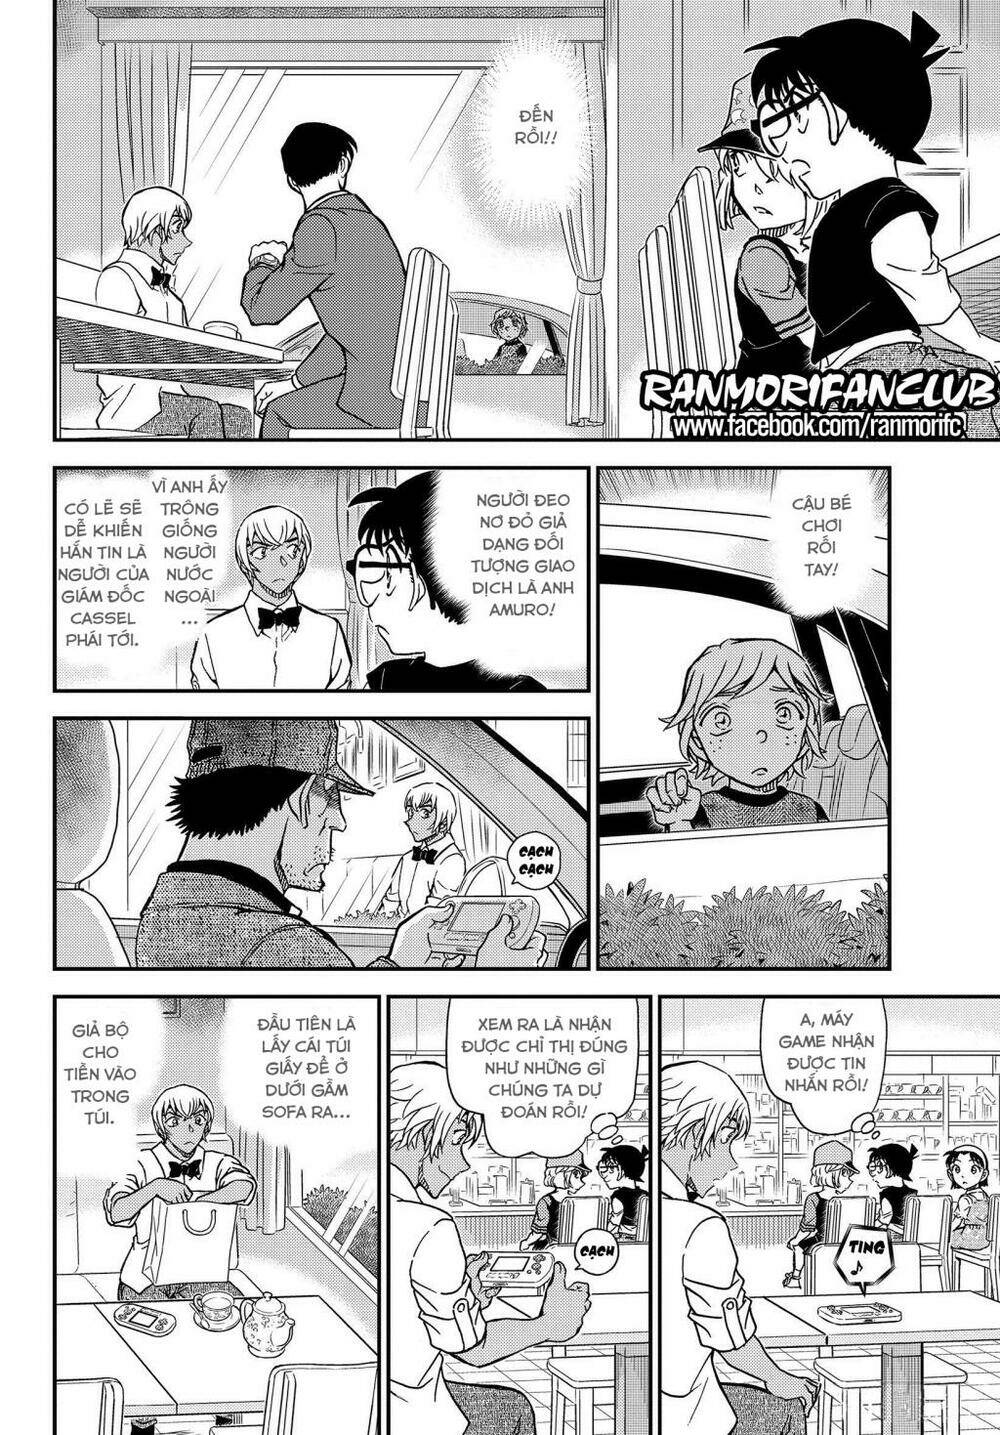 ĐẾN
RỒI!!
RANMORIFANCLUB
www.facebook.com/ranmorifc
CẬU BÉ
CHƠI
RỐI
TAY!
NGƯỜI ĐEO
NƠ ĐỎ GIẢ
DẠNG ĐỐI
TƯỢNG GIAO
DỊCH LÀ ANH
AMURO!
VÌ ANH ẤY
TRÔNG
GIỐNG
NGƯỜI
NƯỚC
NGOÀI
...
CÓ LẼ SẼ
DỄ KHIẾN
HẮN TIN LÀ
NGƯỜI CỦA
GIÁM ĐỐC
CASSEL
PHÁI TỚI.
CẠCH
CẠCH
A, MÁY
GAME NHẬN
ĐƯỢC TIN
NHẮN RỒI!
TING
♪
XEM RA LÀ NHẬN
ĐƯỢC CHỈ THỊ ĐÚNG
NHƯ NHỮNG GÌ
CHÚNG TA DỰ
ĐOÁN RỒI!
CẠCH
ĐẦU TIÊN LÀ
LẤY CÁI TÚI
GIẤY ĐỂ Ở
DƯỚI GẦM
SOFA RA...
GIẢ BỘ
CHO
TIỀN VÀO
TRONG
TÚI.